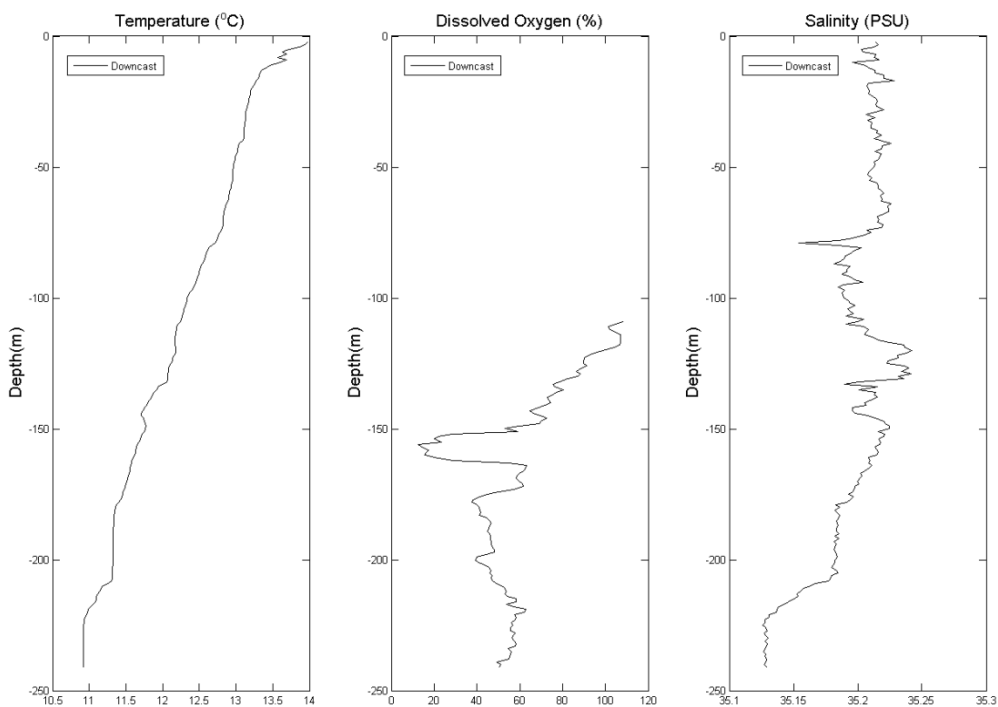 Temperature (°C)
Downcast
Depth(m)
0
-50
-100
-150
-200
-250
10.5 11 11.5 12 12.5 13 13.5 14
Dissolved Oxygen (%)
Downcast
Depth(m)
0
-50
-100
-150
-200
-250
0 20 40 60 80 100 120
Salinity (PSU)
Downcast
Depth(m)
0
-50
-100
-150
-200
-250
35.1 35.15 35.2 35.25 35.3